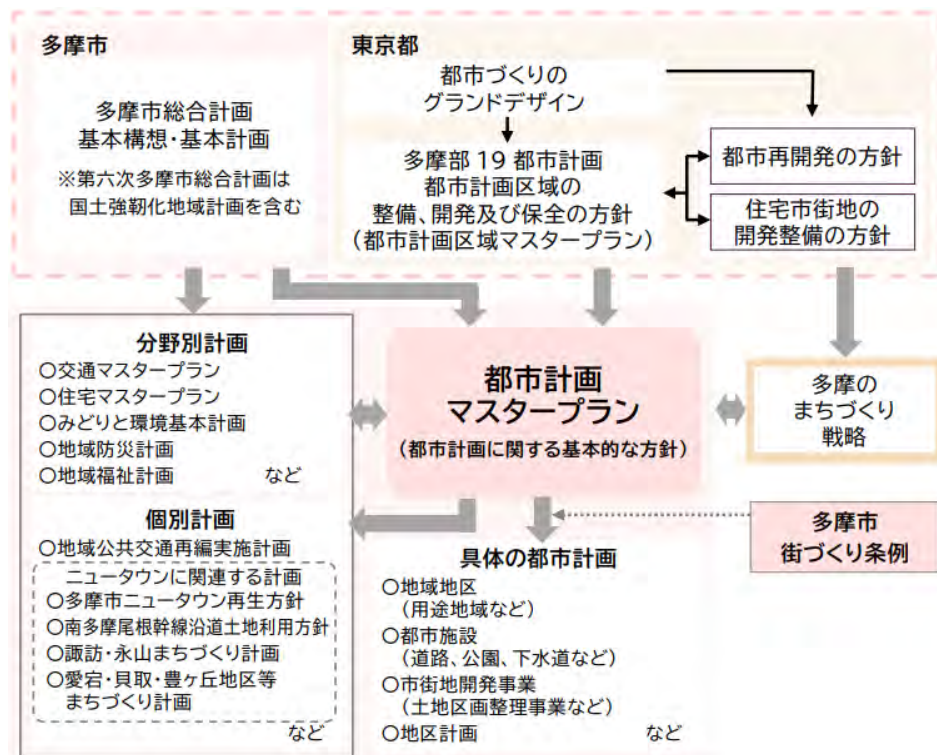 多摩市
多摩市総合計画
基本構想・基本計画
※第六次多摩市総合計画は
国土強靭化地域計画を含む
東京都
都市づくりの
グランドデザイン
多摩部19都市計画
都市計画区域の
整備、開発及び保全の方針
(都市計画区域マスタープラン)
都市再開発の方針
住宅市街地の
開発整備の方針
分野別計画
○交通マスタープラン
○住宅マスタープラン
○みどりと環境基本計画
○地域防災計画
○地域福祉計画 など
個別計画
○地域公共交通再編実施計画
ニュータウンに関連する計画
○多摩市ニュータウン再生方針
○南多摩尾根幹線沿道土地利用方針
○諏訪・永山まちづくり計画
○愛宕・貝取・豊ヶ丘地区等
まちづくり計画
など
都市計画
マスタープラン
(都市計画に関する基本的な方針)
多摩の
まちづくり
戦略
多摩市
街づくり条例
具体の都市計画
○地域地区
(用途地域など)
○都市施設
(道路、公園、下水道など)
○市街地開発事業
(土地区画整理事業など)
○地区計画 など